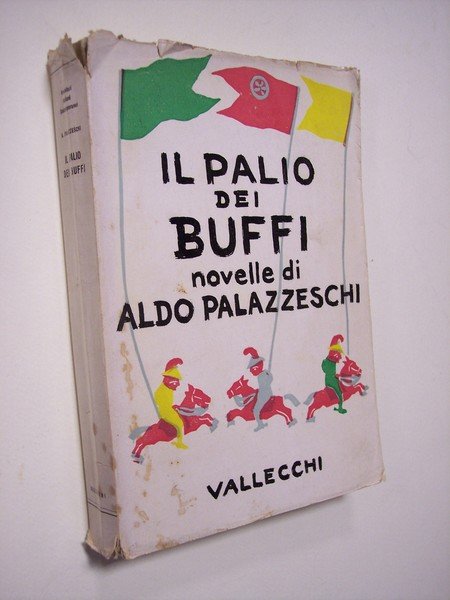 IL PALIO
DEI
BUFFI
novelle di
ALDO PALAZZESCHI
VALLECCHI
IL PALIO
DEI BUFFI